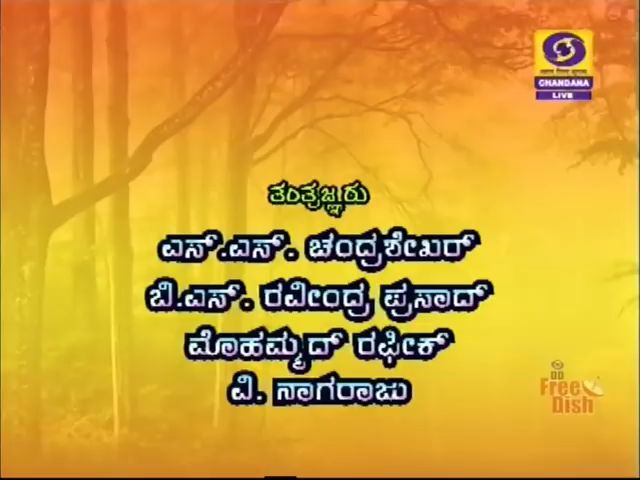 CHANDANA
LIVE
ತಂತ್ರಜ್ಞರು
ಎಸ್.ಎಸ್. ಚಂದ್ರಶೇಖರ್
ಬಿ.ಎಸ್. ರವೀಂದ್ರ ಪ್ರಸಾದ್
ಮೊಹಮ್ಮದ್ ರಫೀಕ್
ವಿ. ನಾಗರಾಜು
DD
Free
Dish